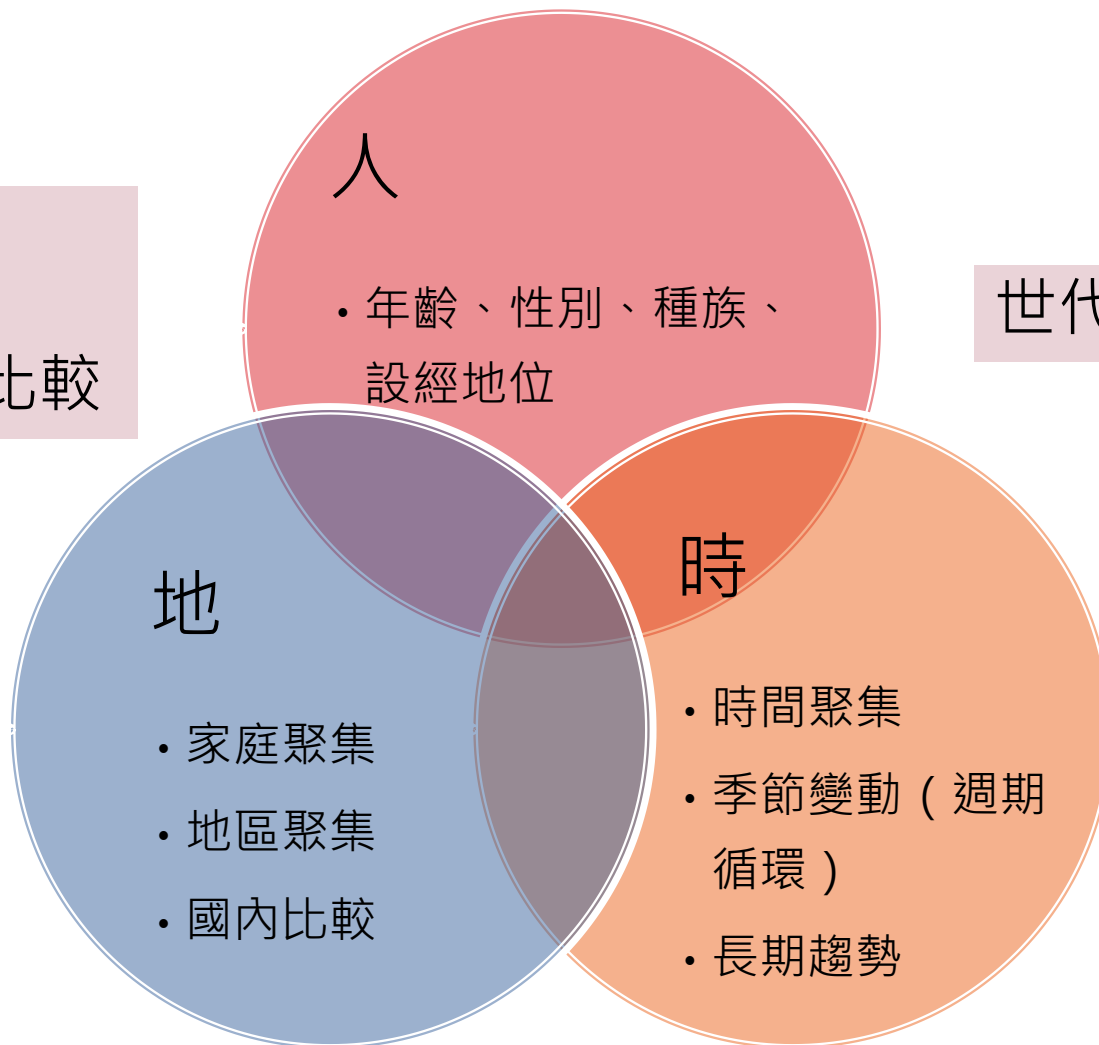 人
• 年齡、性別、種族、
設經地位
比較
世代
地
• 家庭聚集
• 地區聚集
• 國內比較
時
• 時間聚集
• 季節變動（週期
循環）
• 長期趨勢